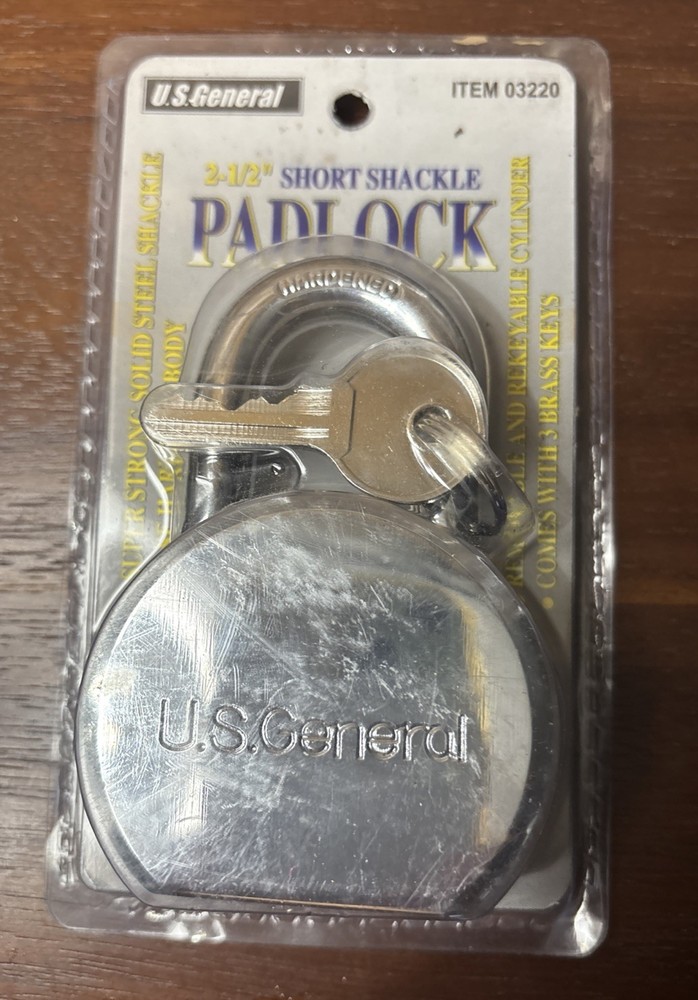 U.S.General
ITEM 03220
2-1/2" SHORT SHACKLE
PADLOCK
SUPER STRONG SOLID STEEL SHACKLE
BODY
HARDENED
AND REKEYABLE CYLINDER
• COMES WITH 3 BRASS KEYS
U.S.General